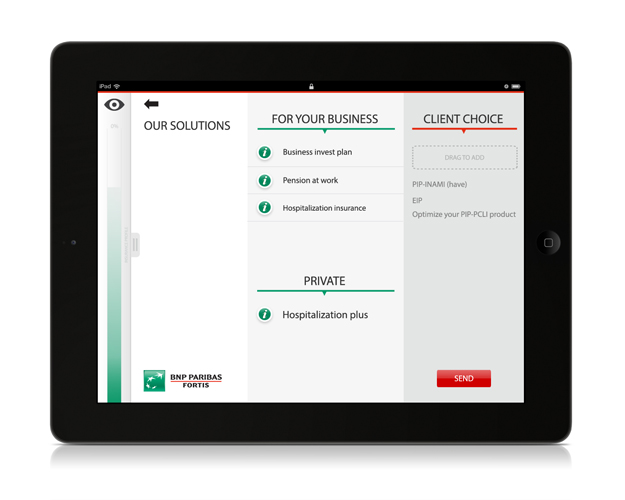 iPad
OUR SOLUTIONS
FOR YOUR BUSINESS
Business invest plan
Pension at work
Hospitalization insurance
PRIVATE
Hospitalization plus
CLIENT CHOICE
DRAG TO ADD
PIP-INAMI (have)
EIP
Optimize your PIP-PCLI product
SEND
BNP PARIBAS
FORTIS